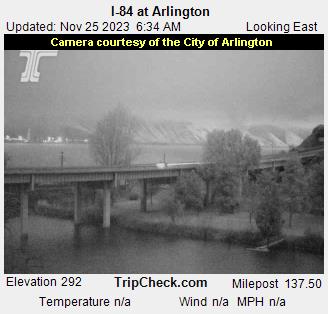 I-84 at Arlington
Updated: Nov 25 2023 6:34 AM Looking East
Camera courtesy of the City of Arlington
Elevation 292 TripCheck.com Milepost 137.50
Temperature n/a Wind n/a MPH n/a